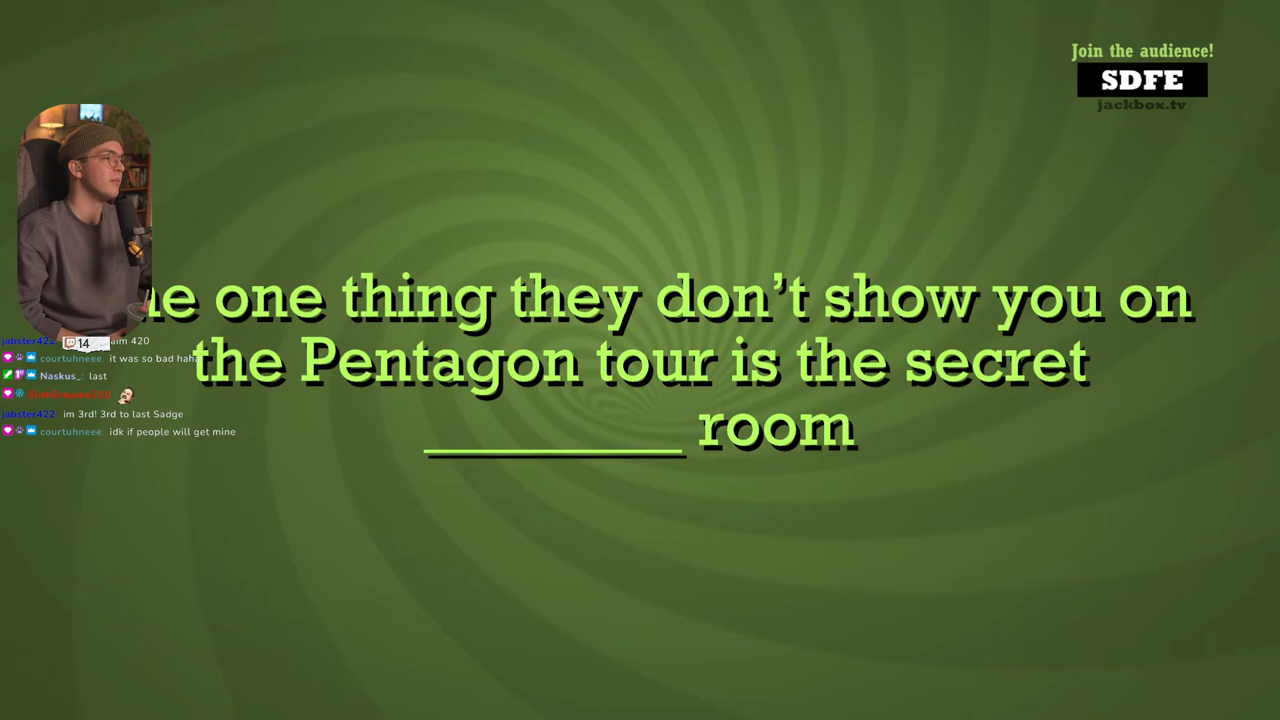 Join the audience!
SDFE
jackbox.tv
he one thing they don't show you on
the Pentagon tour is the secret
_________ room
jabster422 aim 420
14
courtuhneee: it was so bad haha
Naskus_: last
jabster422 im 3rd! 3rd to last Sadge
courtuhneee: idk if people will get mine